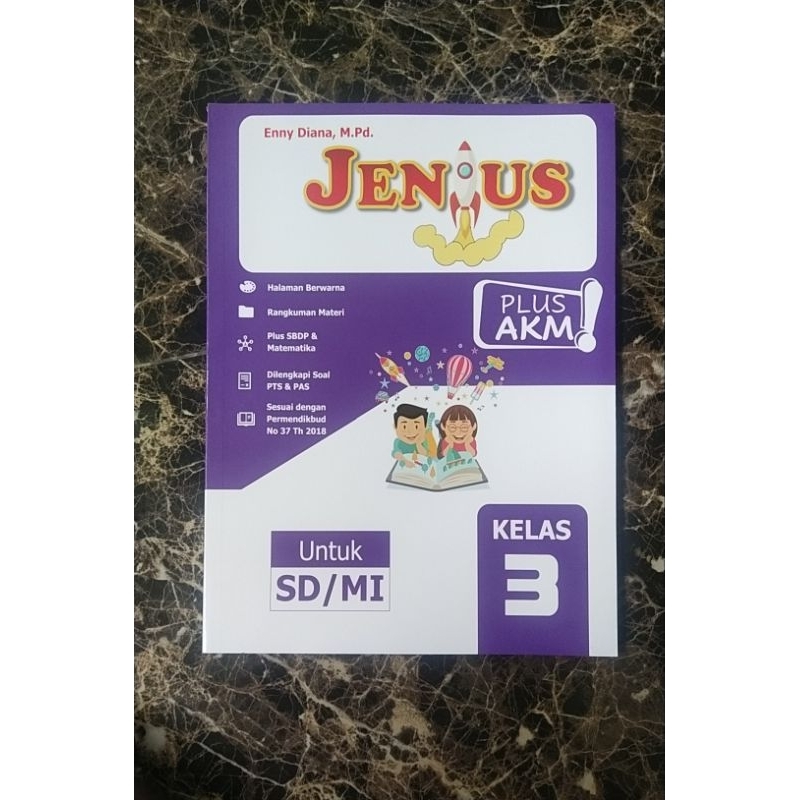 Enny Diana, M.Pd.
JENIUS
Halaman Berwarna
Rangkuman Materi
Plus SBDP &
Matematika
Dilengkapi Soal
PTS & PAS
Sesuai dengan
Permendikbud
No 37 Th 2018
PLUS
AKM!
Untuk
SD/MI
KELAS
3